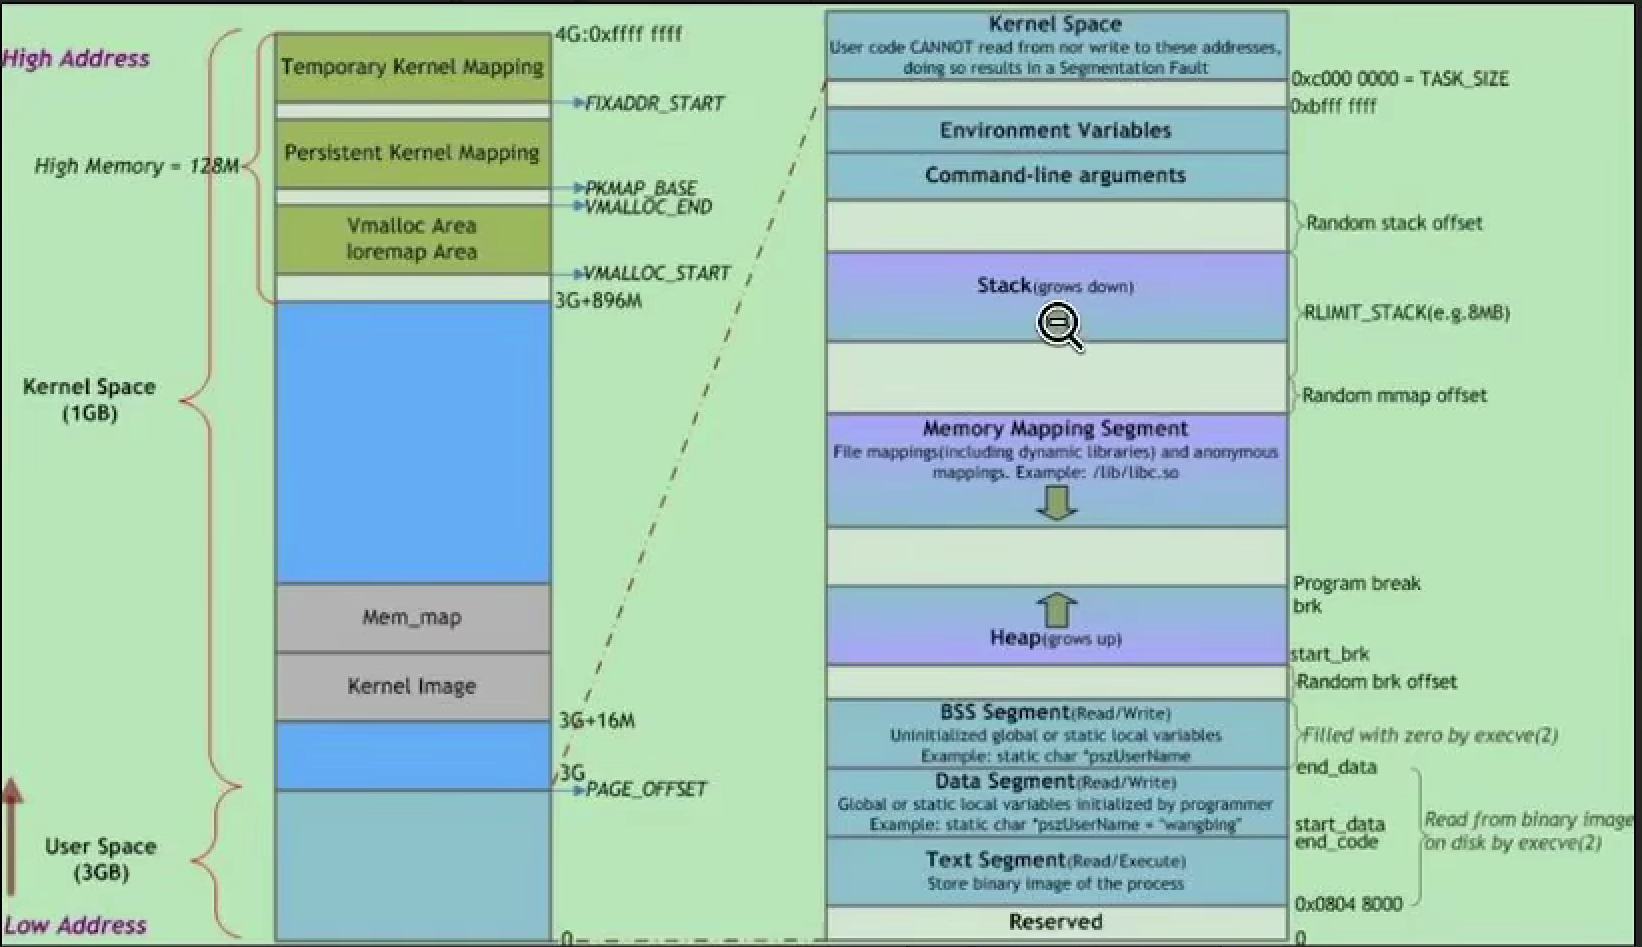 High Address
4G:0xffff ffff
Temporary Kernel Mapping
FIXADDR_START
Persistent Kernel Mapping
High Memory = 128M
PKMAP_BASE
VMALLOC_END
Vmalloc Area
Ioremap Area
VMALLOC_START
3G+896M
Kernel Space
(1GB)
Mem_map
Kernel Image
3G+16M
3G
PAGE_OFFSET
User Space
(3GB)
Low Address
0
Kernel Space
User code CANNOT read from nor write to these addresses,
doing so results in a Segmentation Fault
0xc000 0000 = TASK_SIZE
0xbfff ffff
Environment Variables
Command-line arguments
Random stack offset
Stack(grows down)
RLIMIT_STACK(e.g.8MB)
Random mmap offset
Memory Mapping Segment
File mappings(including dynamic libraries) and anonymous
mappings. Example: /lib/libc.so
Program break
brk
Heap(grows up)
start_brk
Random brk offset
BSS Segment(Read/Write)
Uninitialized global or static local variables
Example: static char *pszUserName
Filled with zero by execve(2)
end_data
Data Segment(Read/Write)
Global or static local variables initialized by programmer
Example: static char *pszUserName = "wangbing"
start_data
end_code
Read from binary image
on disk by execve(2)
Text Segment(Read/Execute)
Store binary image of the process
0x0804 8000
Reserved
0